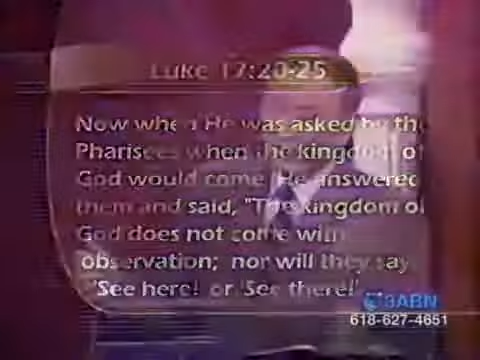 Luke 17:20-25
Now when He was asked by the
Pharisees when the kingdom of
God would come, He answered
them and said, "The kingdom of
God does not come with
observation; nor will they say,
'See here!' or 'See there!'
3ABN
618-627-4651